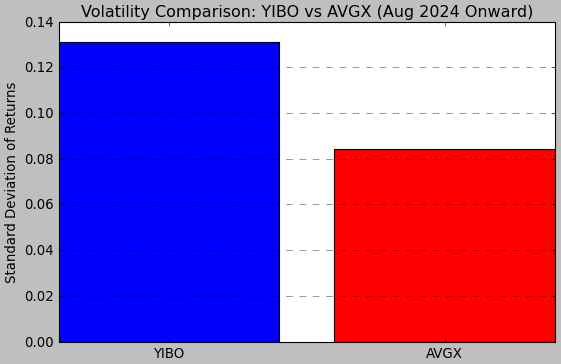 Volatility Comparison: YIBO vs AVGX (Aug 2024 Onward)
Standard Deviation of Returns
0.14
0.12
0.10
0.08
0.06
0.04
0.02
0.00
YIBO
AVGX